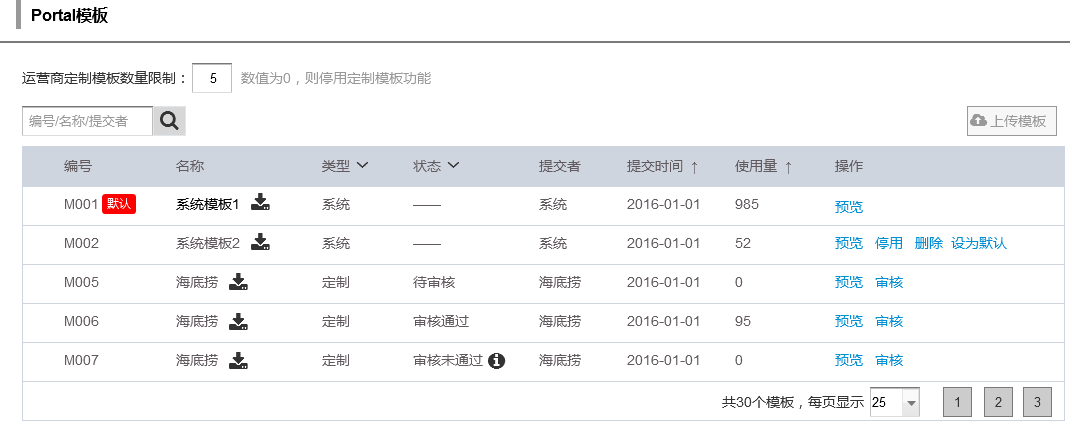 Portal模板
运营商定制模板数量限制： 5 数值为0，则停用定制模板功能
编号/名称/提交者 上传模板
编号 名称 类型 状态 提交者 提交时间 ↑ 使用量 ↑ 操作
M001 默认 系统模板1 系统 —— 系统 2016-01-01 985 预览
M002 系统模板2 系统 —— 系统 2016-01-01 52 预览 停用 删除 设为默认
M005 海底捞 定制 待审核 海底捞 2016-01-01 0 预览 审核
M006 海底捞 定制 审核通过 海底捞 2016-01-01 95 预览 审核
M007 海底捞 定制 审核未通过 海底捞 2016-01-01 0 预览 审核
共30个模板，每页显示 25 1 2 3